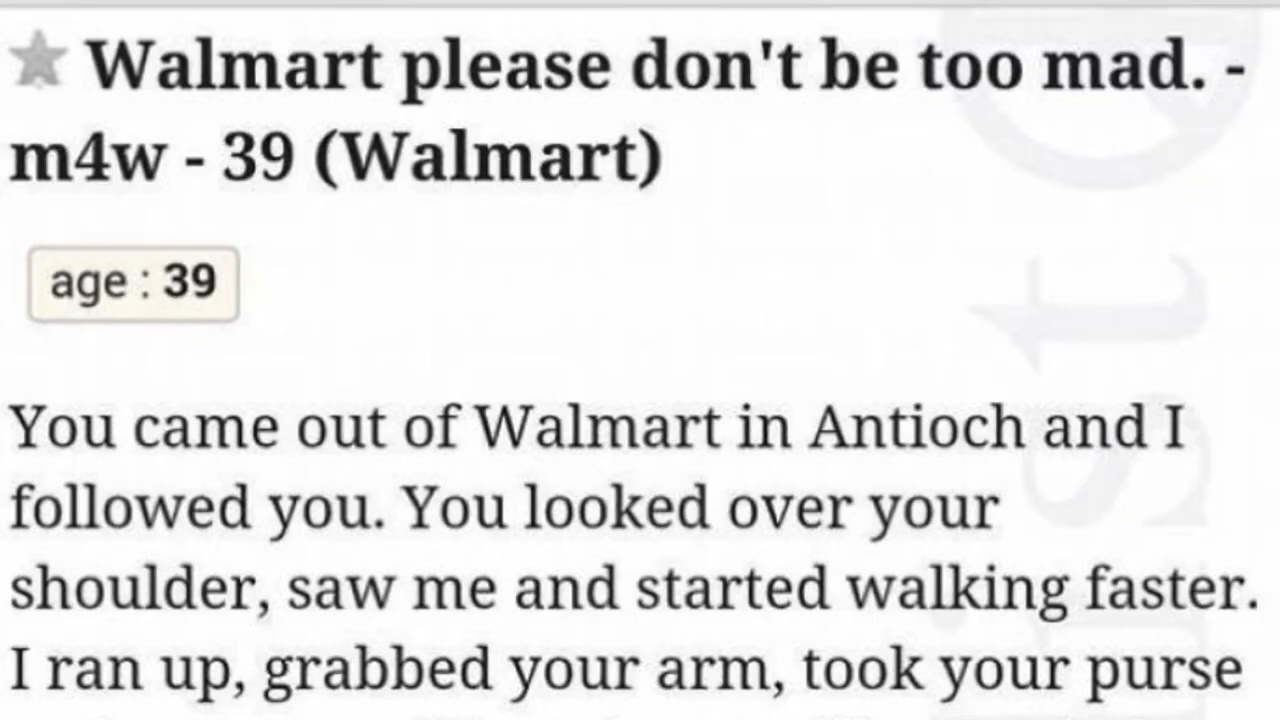 ★ Walmart please don't be too mad. -
m4w - 39 (Walmart)
age : 39
You came out of Walmart in Antioch and I
followed you. You looked over your
shoulder, saw me and started walking faster.
I ran up, grabbed your arm, took your purse